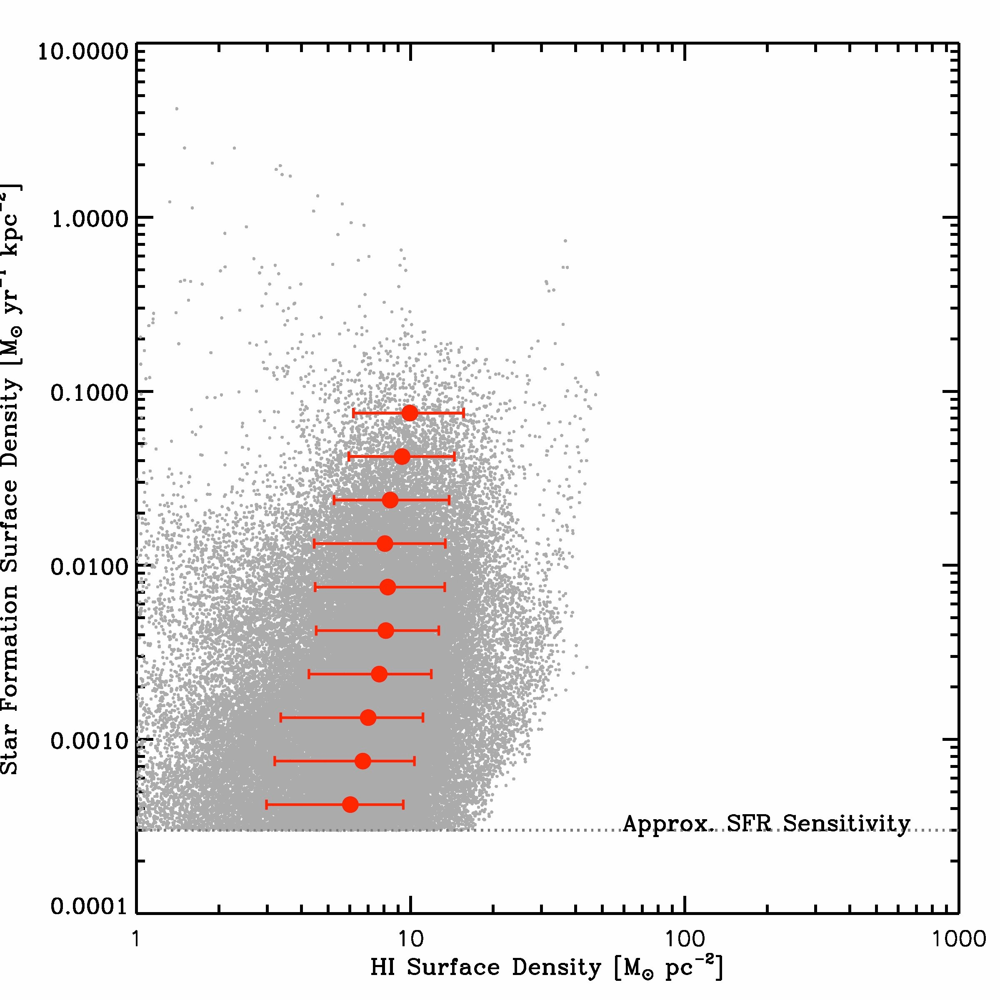 10.0000
1.0000
0.1000
0.0100
0.0010
0.0001
Star Formation Surface Density [M⊙ yr⁻¹ kpc⁻²]
Approx. SFR Sensitivity
1 10 100 1000
HI Surface Density [M⊙ pc⁻²]